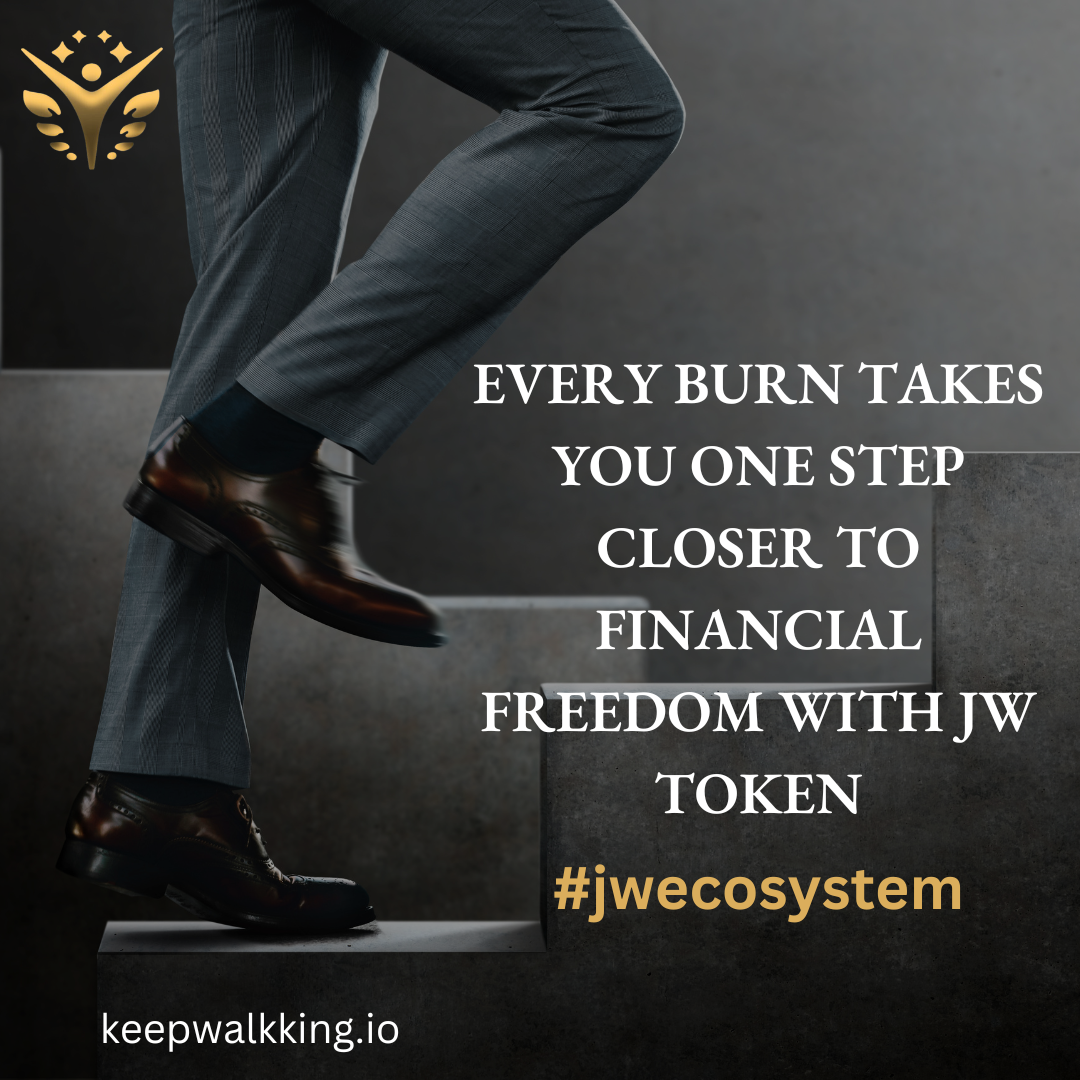 EVERY BURN TAKES
YOU ONE STEP
CLOSER TO
FINANCIAL
FREEDOM WITH JW
TOKEN
#jwecosystem
keepwalkking.io